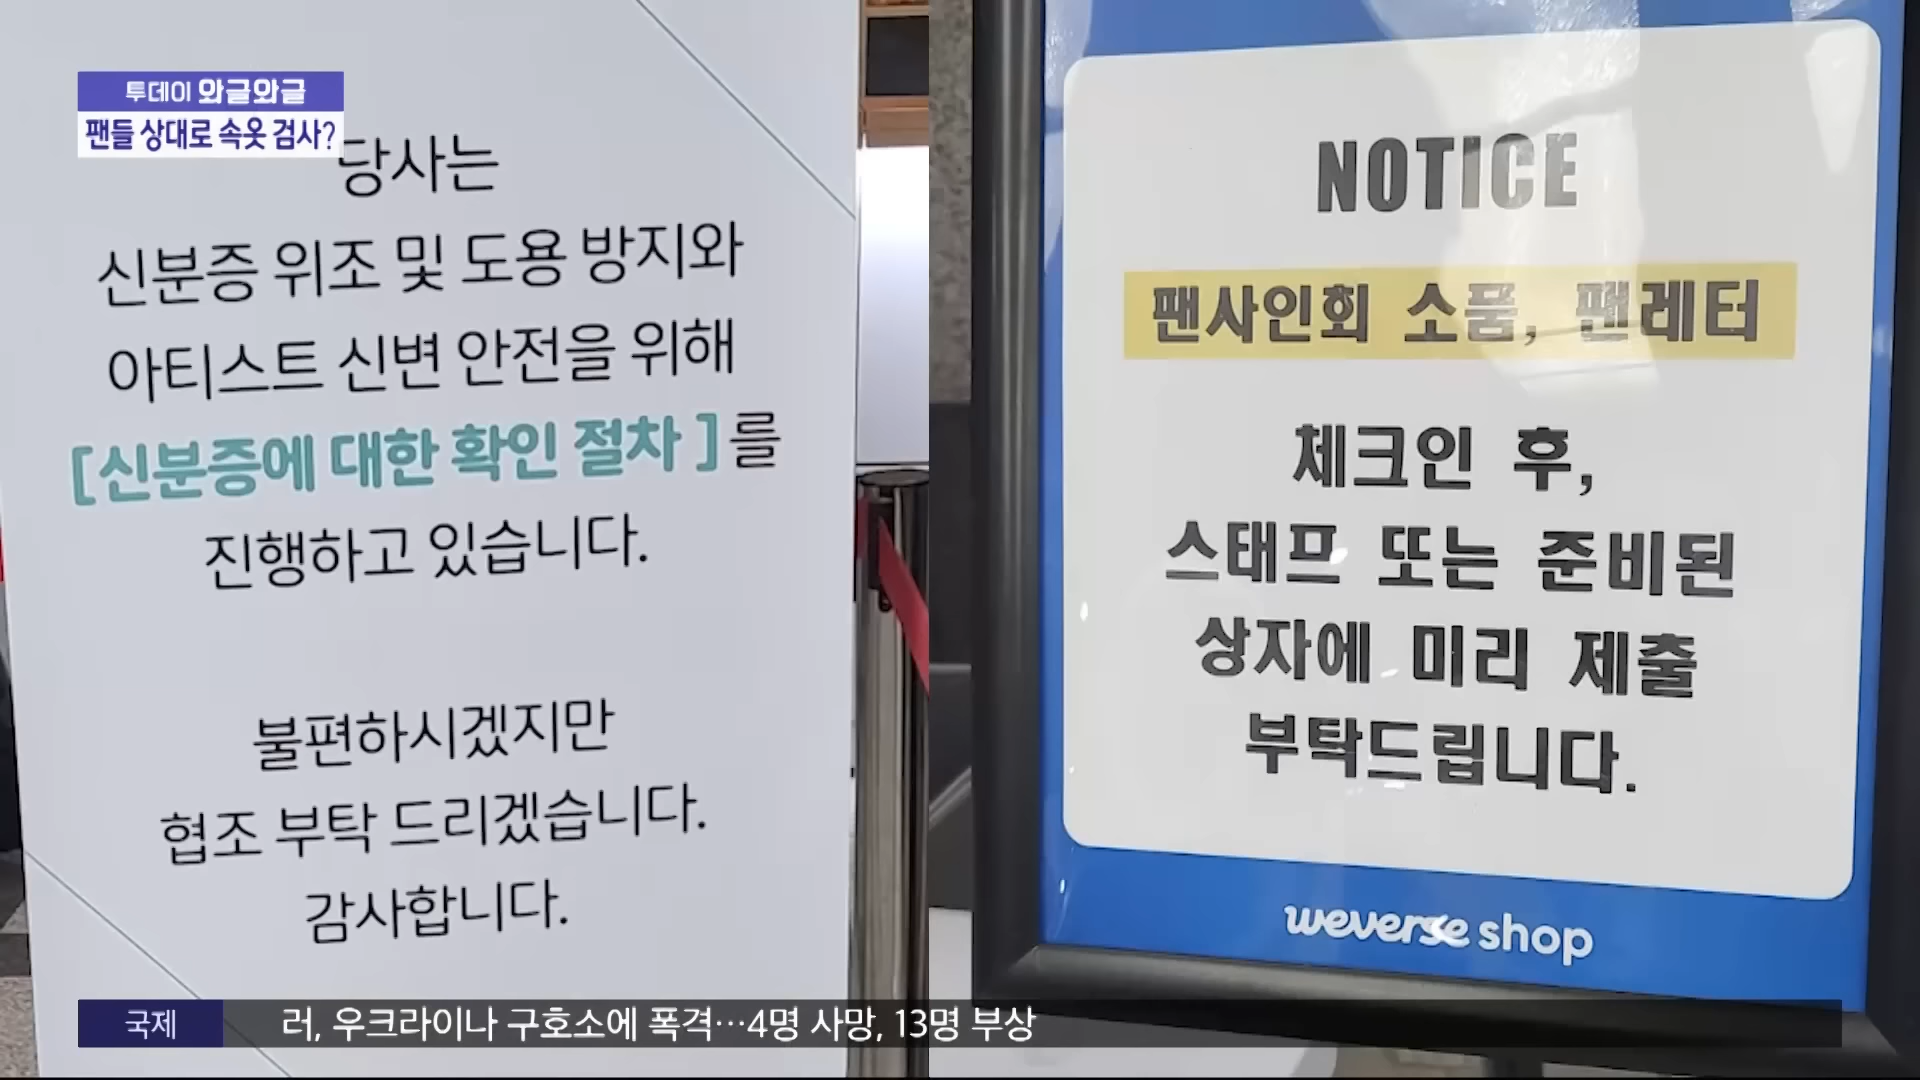 투데이 와글와글
팬들 상대로 속옷 검사?
당사는
신분증 위조 및 도용 방지와
아티스트 신변 안전을 위해
[신분증에 대한 확인 절차]를
진행하고 있습니다.
불편하시겠지만
협조 부탁 드리겠습니다.
감사합니다.
NOTICE
팬사인회 소품, 팬레터
체크인 후,
스태프 또는 준비된
상자에 미리 제출
부탁드립니다.
weverse shop
국제 러, 우크라이나 구호소에 폭격…4명 사망, 13명 부상